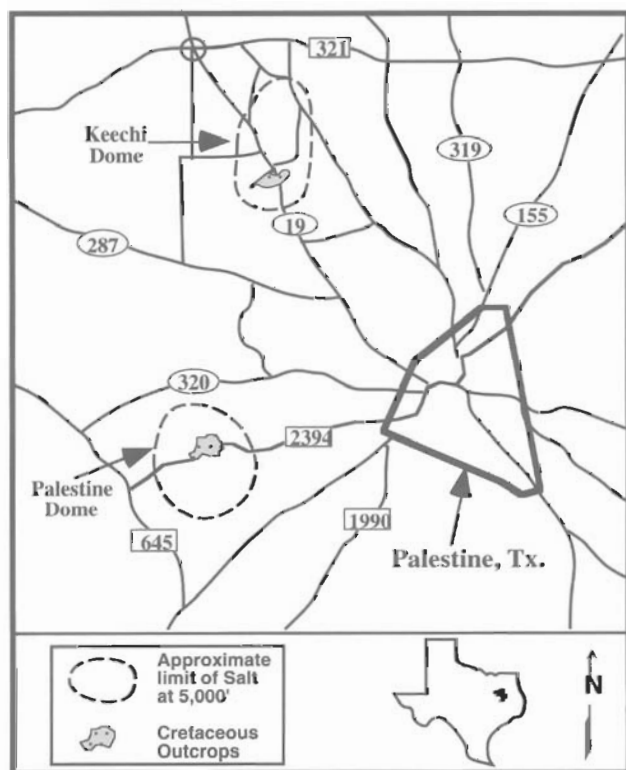 321
Keechi
Dome
319
155
19
287
320
2394
Palestine
Dome
645
1990
Palestine, Tx.
Approximate
limit of Salt
at 5,000'
Cretaceous
Outcrops
N